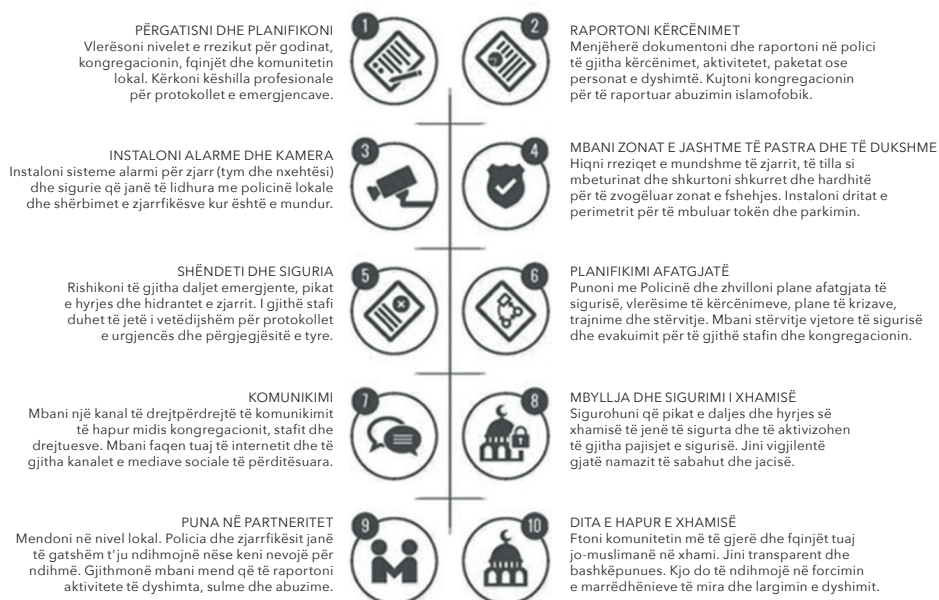 1
PËRGATISNI DHE PLANIFIKONI
Vlerësoni nivelet e rrezikut për godinat,
kongregacionin, fqinjët dhe komunitetin
lokal. Kërkoni këshilla profesionale
për protokollet e emergjencave.
2
RAPORTONI KËRCËNIMET
Menjëherë dokumentoni dhe raportoni në polici
të gjitha kërcënimet, aktivitetet, paketat ose
personat e dyshimtë. Kujtoni kongregacionin
për të raportuar abuzimin islamofobik.
3
INSTALONI ALARME DHE KAMERA
Instaloni sisteme alarmi për zjarr (tym dhe nxehtësi)
dhe sigurie që janë të lidhura me policinë lokale
dhe shërbimet e zjarrfikësve kur është e mundur.
4
MBANI ZONAT E JASHTME TË PASTRA DHE TË DUKSHME
Hiqni rreziqet e mundshme të zjarrit, të tilla si
mbeturinat dhe shkurtoni shkurret dhe hardhitë
për të zvogëluar zonat e fshehjes. Instaloni dritat e
perimetrit për të mbuluar tokën dhe parkimin.
5
SHËNDETI DHE SIGURIA
Rishikoni të gjitha daljet emergjente, pikat
e hyrjes dhe hidrantet e zjarrit. I gjithë stafi
duhet të jetë i vetëdijshëm për protokollet
e urgjencës dhe përgjegjësitë e tyre.
6
PLANIFIKIMI AFATGJATË
Punoni me Policinë dhe zhvilloni plane afatgjata të
sigurisë, vlerësime të kërcënimeve, plane të krizave,
trajnime dhe stërvitje. Mbani stërvitje vjetore të sigurisë
dhe evakuimit për të gjithë stafin dhe kongregacionin.
7
KOMUNIKIMI
Mbani një kanal të drejtpërdrejtë të komunikimit
të hapur midis kongregacionit, stafit dhe
drejtuesve. Mbani faqen tuaj të internetit dhe të
gjitha kanalet e mediave sociale të përditësuara.
8
MBYLLJA DHE SIGURIMI I XHAMISË
Sigurohuni që pikat e daljes dhe hyrjes së
xhamisë të jenë të sigurta dhe të aktivizohen
të gjitha pajisjet e sigurisë. Jini vigjilentë
gjatë namazit të sabahut dhe jacisë.
9
PUNA NË PARTNERITET
Mendoni në nivel lokal. Policia dhe zjarrfikësit janë
të gatshëm t'ju ndihmojnë nëse keni nevojë për
ndihmë. Gjithmonë mbani mend që të raportoni
aktivitete të dyshimta, sulme dhe abuzime.
10
DITA E HAPUR E XHAMISË
Ftoni komunitetin më të gjerë dhe fqinjët tuaj
jo-muslimanë në xhami. Jini transparent dhe
bashkëpunues. Kjo do të ndihmojë në forcimin
e marrëdhënieve të mira dhe largimin e dyshimit.